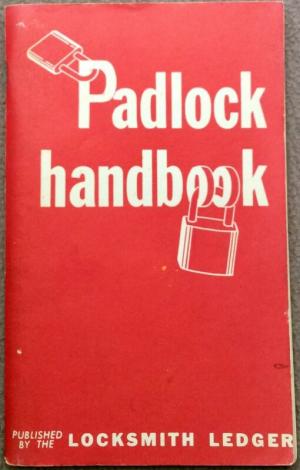 Padlock
handbook
PUBLISHED
BY THE
LOCKSMITH LEDGER